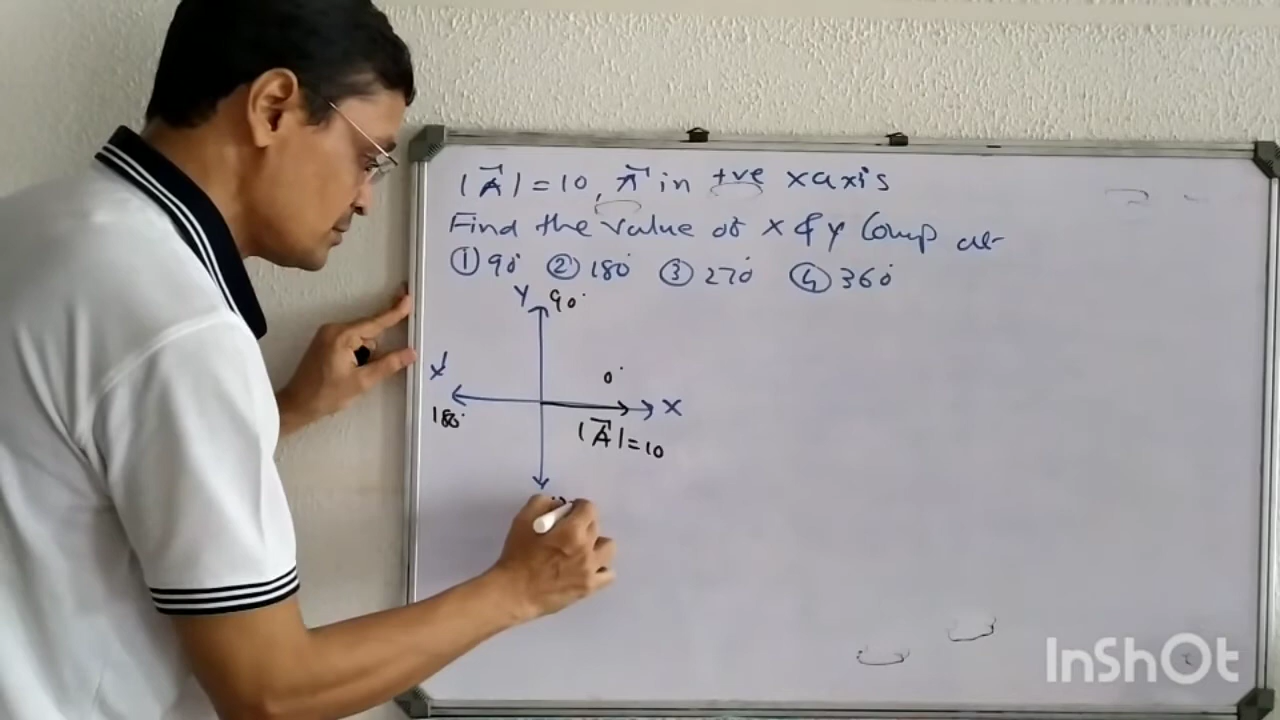 |A⃗| = 10, A⃗ in +ve x axis
Find the value of x & y Comp at
① 90° ② 180° ③ 270° ④ 360°
Y 90°
X' 0°
180° X
|A⃗| = 10
InShOt